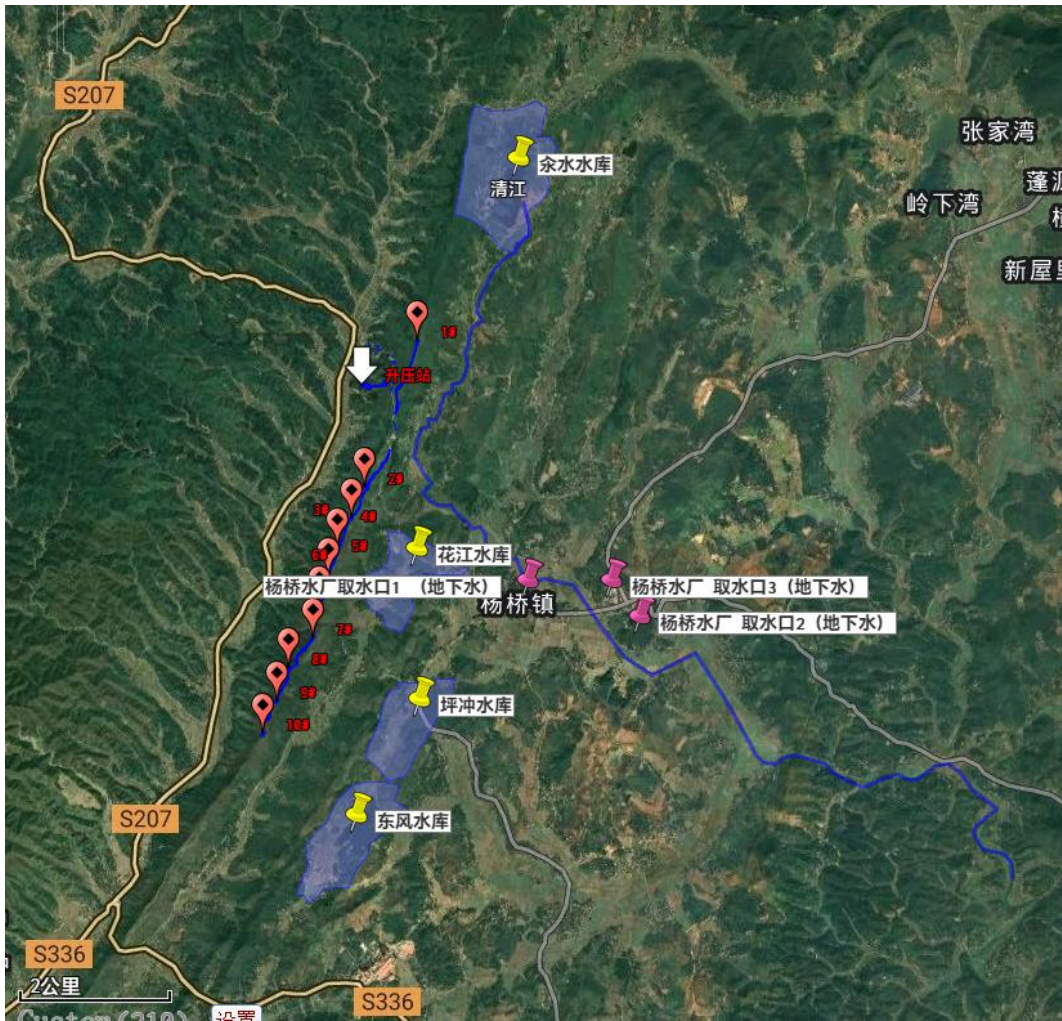 S207
张家湾
汆水水库
蓬源
清江
岭下湾
新屋里
1#
升压站
2#
3#
4#
5#
花江水库
6#
杨桥水厂 取水口1 （地下水）
杨桥水厂 取水口3（地下水）
杨桥镇
杨桥水厂 取水口2（地下水）
7#
8#
9#
坪冲水库
10#
S207
东风水库
S336
2公里
S336
设置